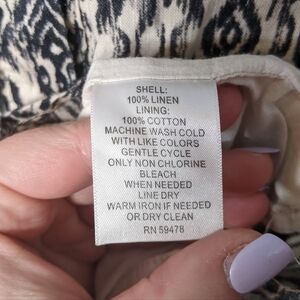 SHELL:
100% LINEN
LINING:
100% COTTON
MACHINE WASH COLD
WITH LIKE COLORS
GENTLE CYCLE
ONLY NON CHLORINE
BLEACH
WHEN NEEDED
LINE DRY
WARM IRON IF NEEDED
OR DRY CLEAN
RN 59478